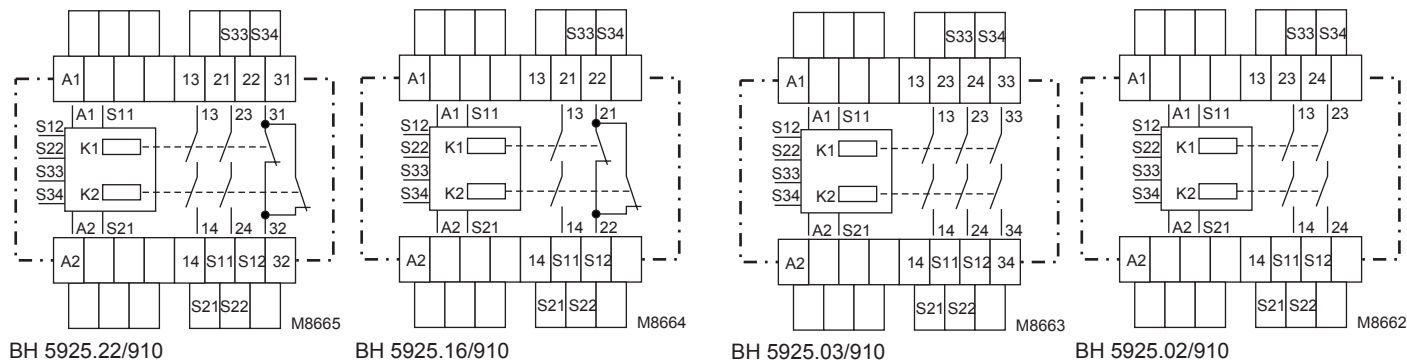 S33 S34 S33 S34 S33 S34 S33 S34
A1 13 21 22 31 A1 13 21 22 A1 13 23 24 33 A1 13 23 24
A1 S11 13 23 31 A1 S11 13 21 A1 S11 13 23 33 A1 S11 13 23
S12 S12 S12 S12
S22 K1 S22 K1 S22 K1 S22 K1
S33 S33 S33 S33
S34 K2 S34 K2 S34 K2 S34 K2
A2 S21 14 24 32 A2 S21 14 22 A2 S21 14 24 34 A2 S21 14 24
A2 14 S11 S12 32 A2 14 S11 S12 A2 14 S11 S12 34 A2 14 S11 S12
S21 S22 S21 S22 S21 S22 S21 S22
M8665 M8664 M8663 M8662
BH 5925.22/910 BH 5925.16/910 BH 5925.03/910 BH 5925.02/910